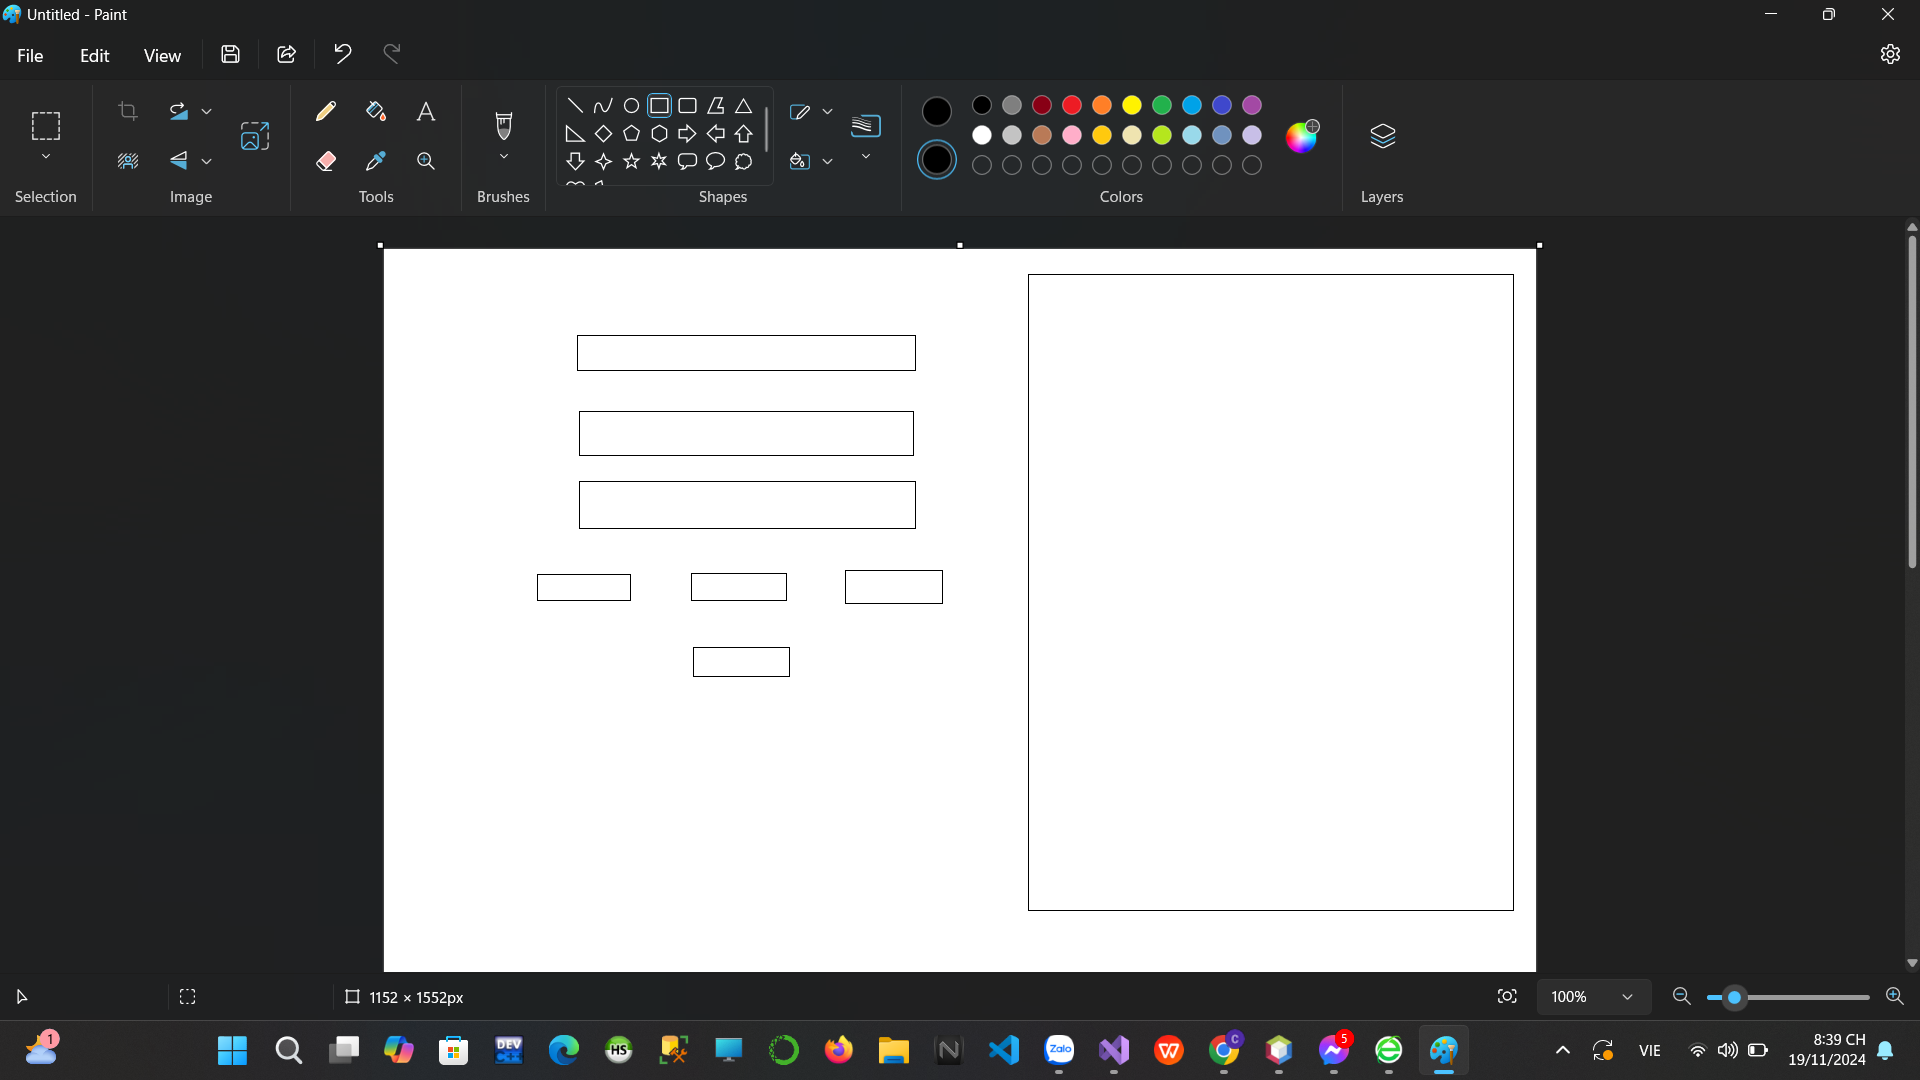 Untitled - Paint
File Edit View
Selection Image Tools Brushes Shapes Colors Layers
1152 × 1552px 100%
1 DEV C++ HS N Zalo W C 5 VIE 8:39 CH
19/11/2024